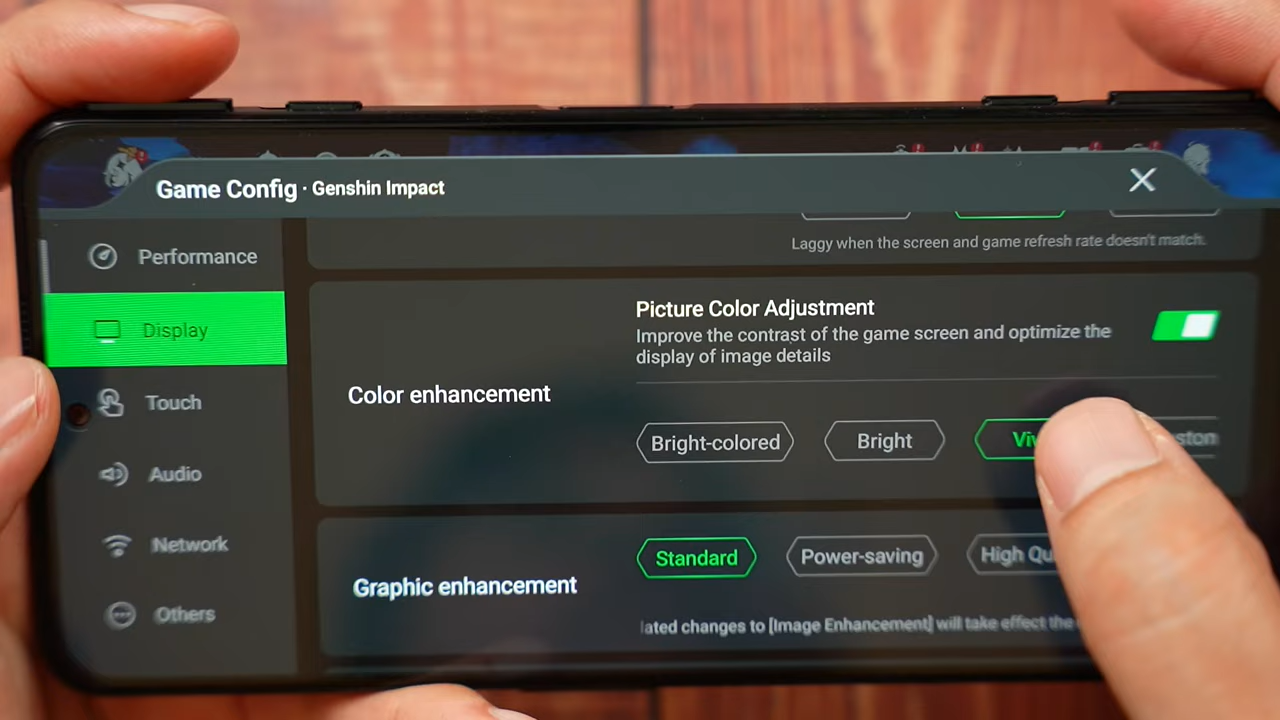 Game Config · Genshin Impact
Performance
Display
Touch
Audio
Network
Others
Laggy when the screen and game refresh rate doesn't match.
Color enhancement
Picture Color Adjustment
Improve the contrast of the game screen and optimize the
display of image details
Bright-colored Bright
Graphic enhancement
Standard Power-saving High
changes to [Image Enhancement] will take effect the